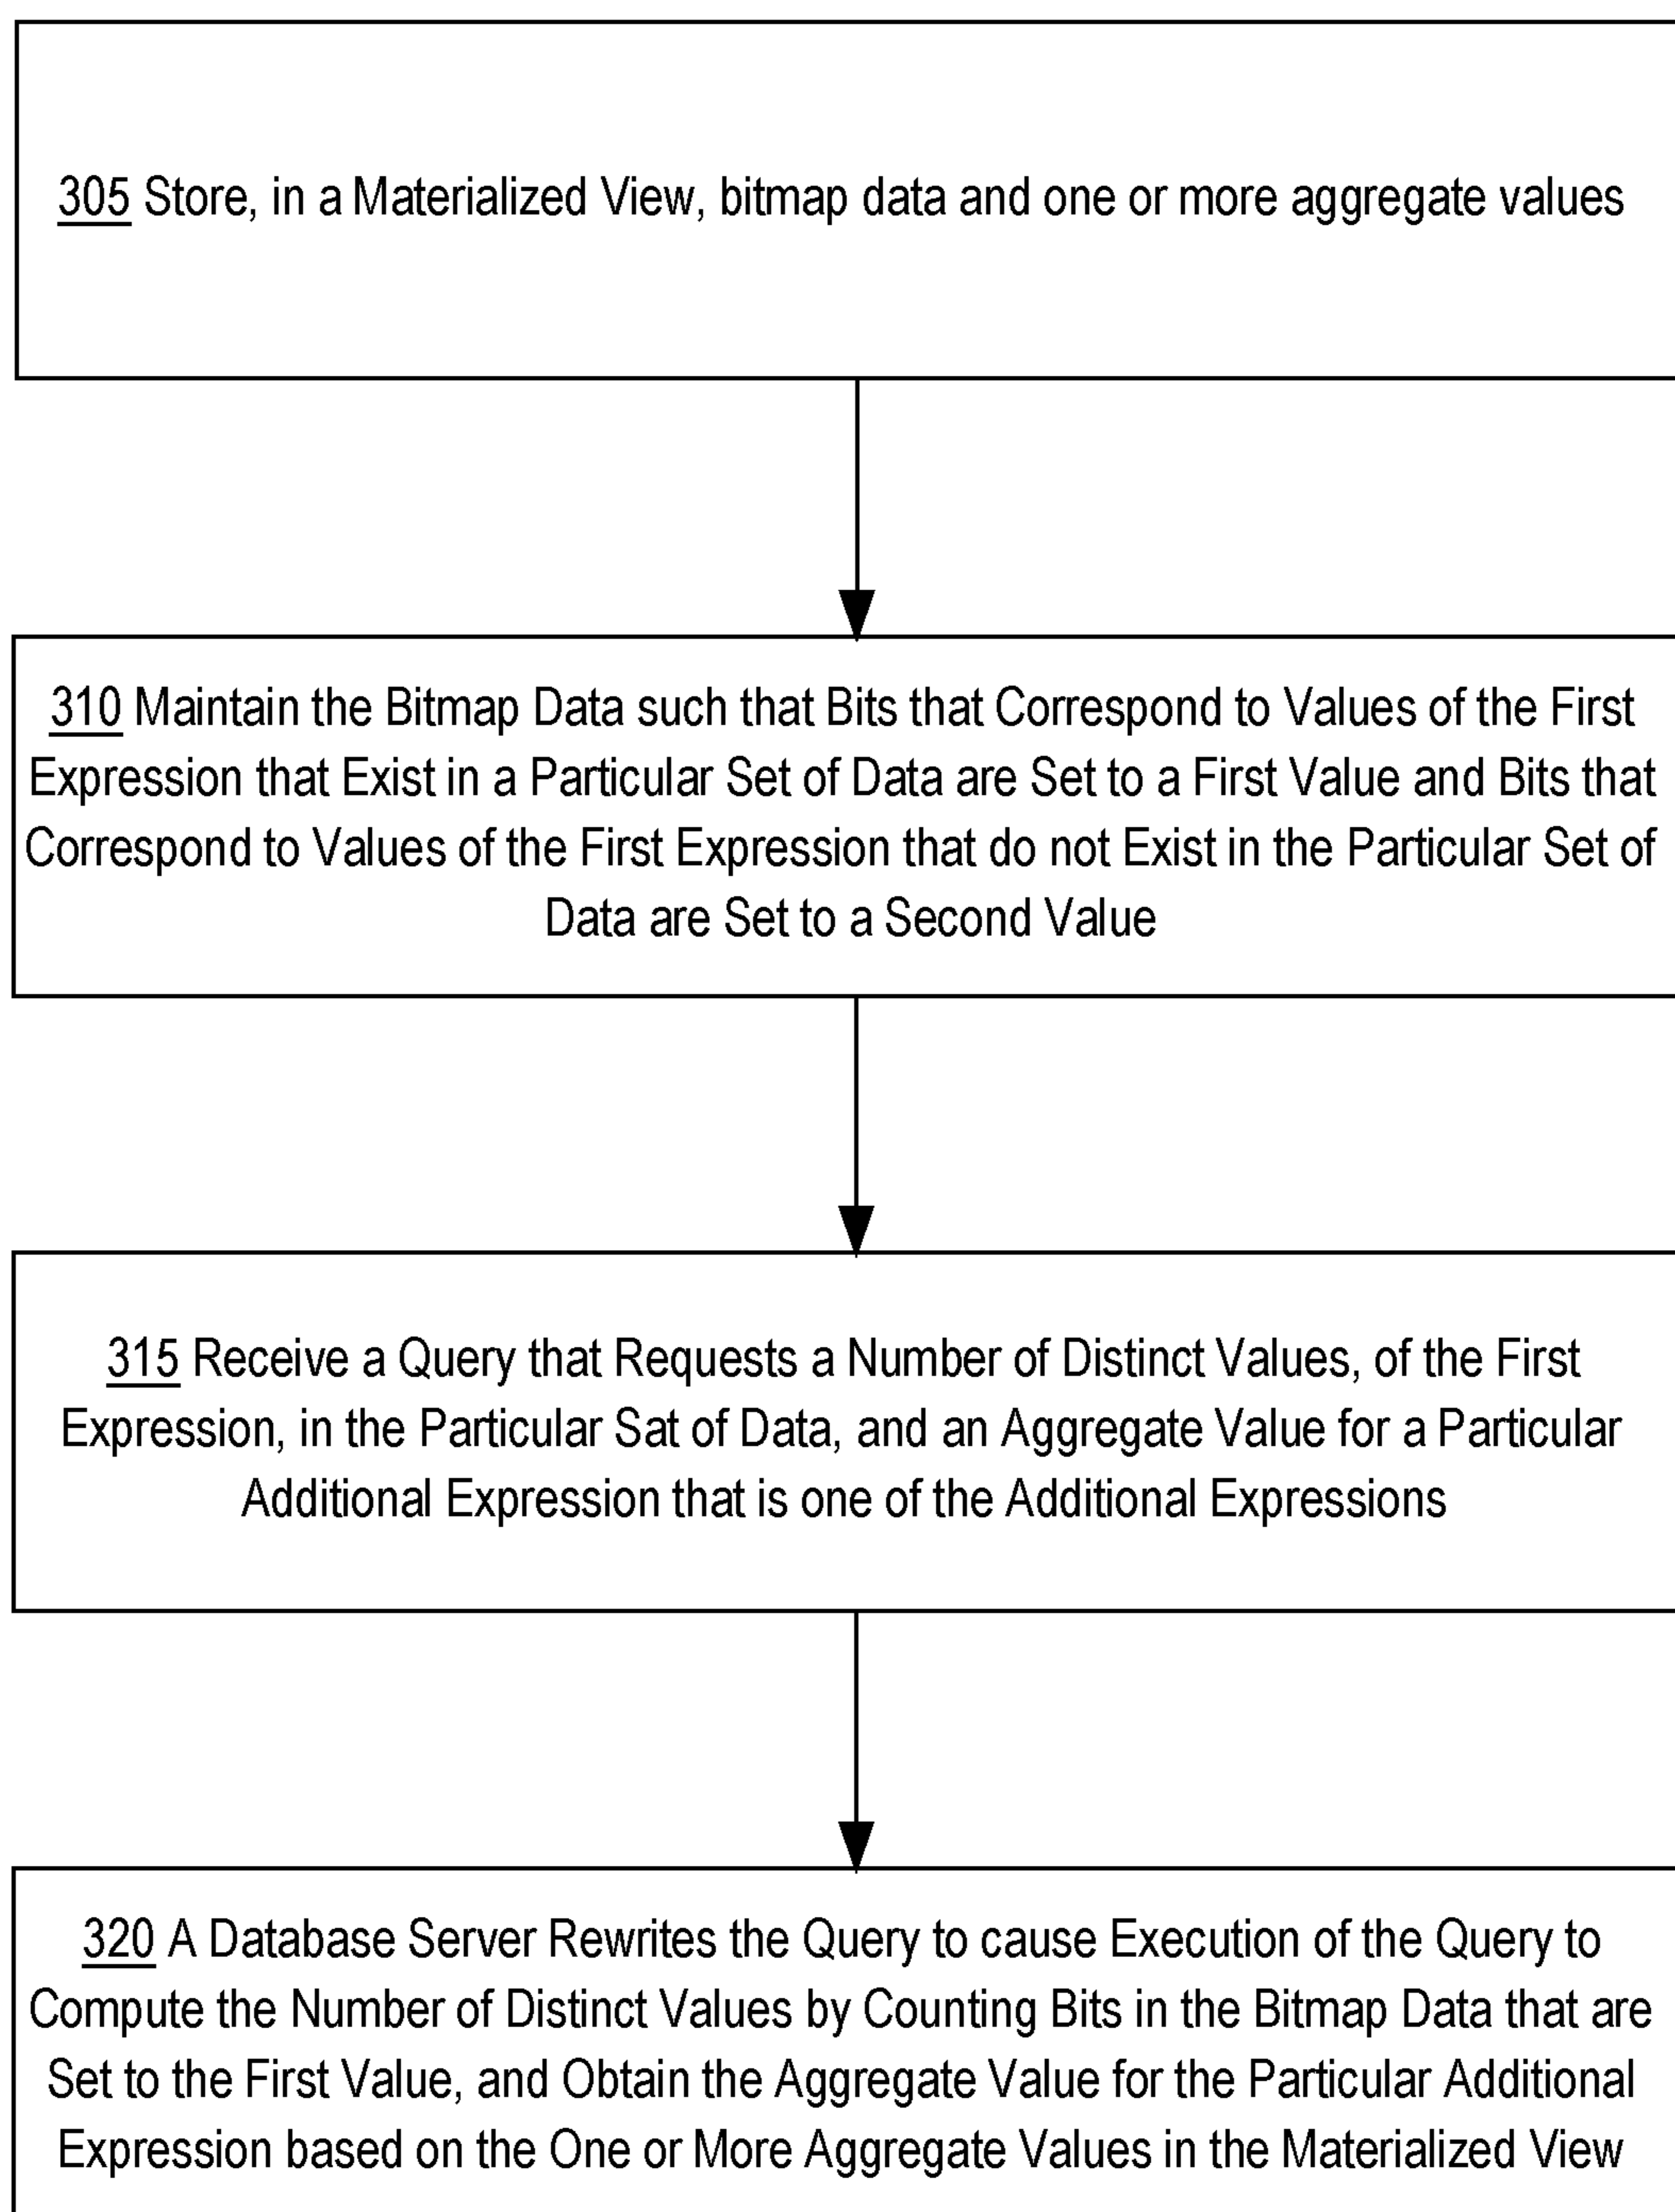 305 Store, in a Materialized View, bitmap data and one or more aggregate values
310 Maintain the Bitmap Data such that Bits that Correspond to Values of the First
Expression that Exist in a Particular Set of Data are Set to a First Value and Bits that
Correspond to Values of the First Expression that do not Exist in the Particular Set of
Data are Set to a Second Value
315 Receive a Query that Requests a Number of Distinct Values, of the First
Expression, in the Particular Sat of Data, and an Aggregate Value for a Particular
Additional Expression that is one of the Additional Expressions
320 A Database Server Rewrites the Query to cause Execution of the Query to
Compute the Number of Distinct Values by Counting Bits in the Bitmap Data that are
Set to the First Value, and Obtain the Aggregate Value for the Particular Additional
Expression based on the One or More Aggregate Values in the Materialized View